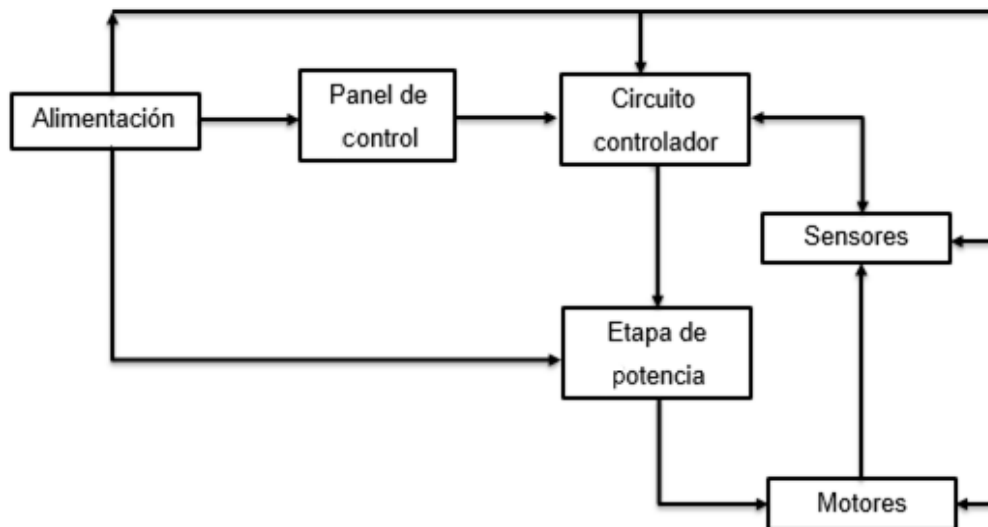 Alimentación
Panel de
control
Circuito
controlador
Sensores
Etapa de
potencia
Motores